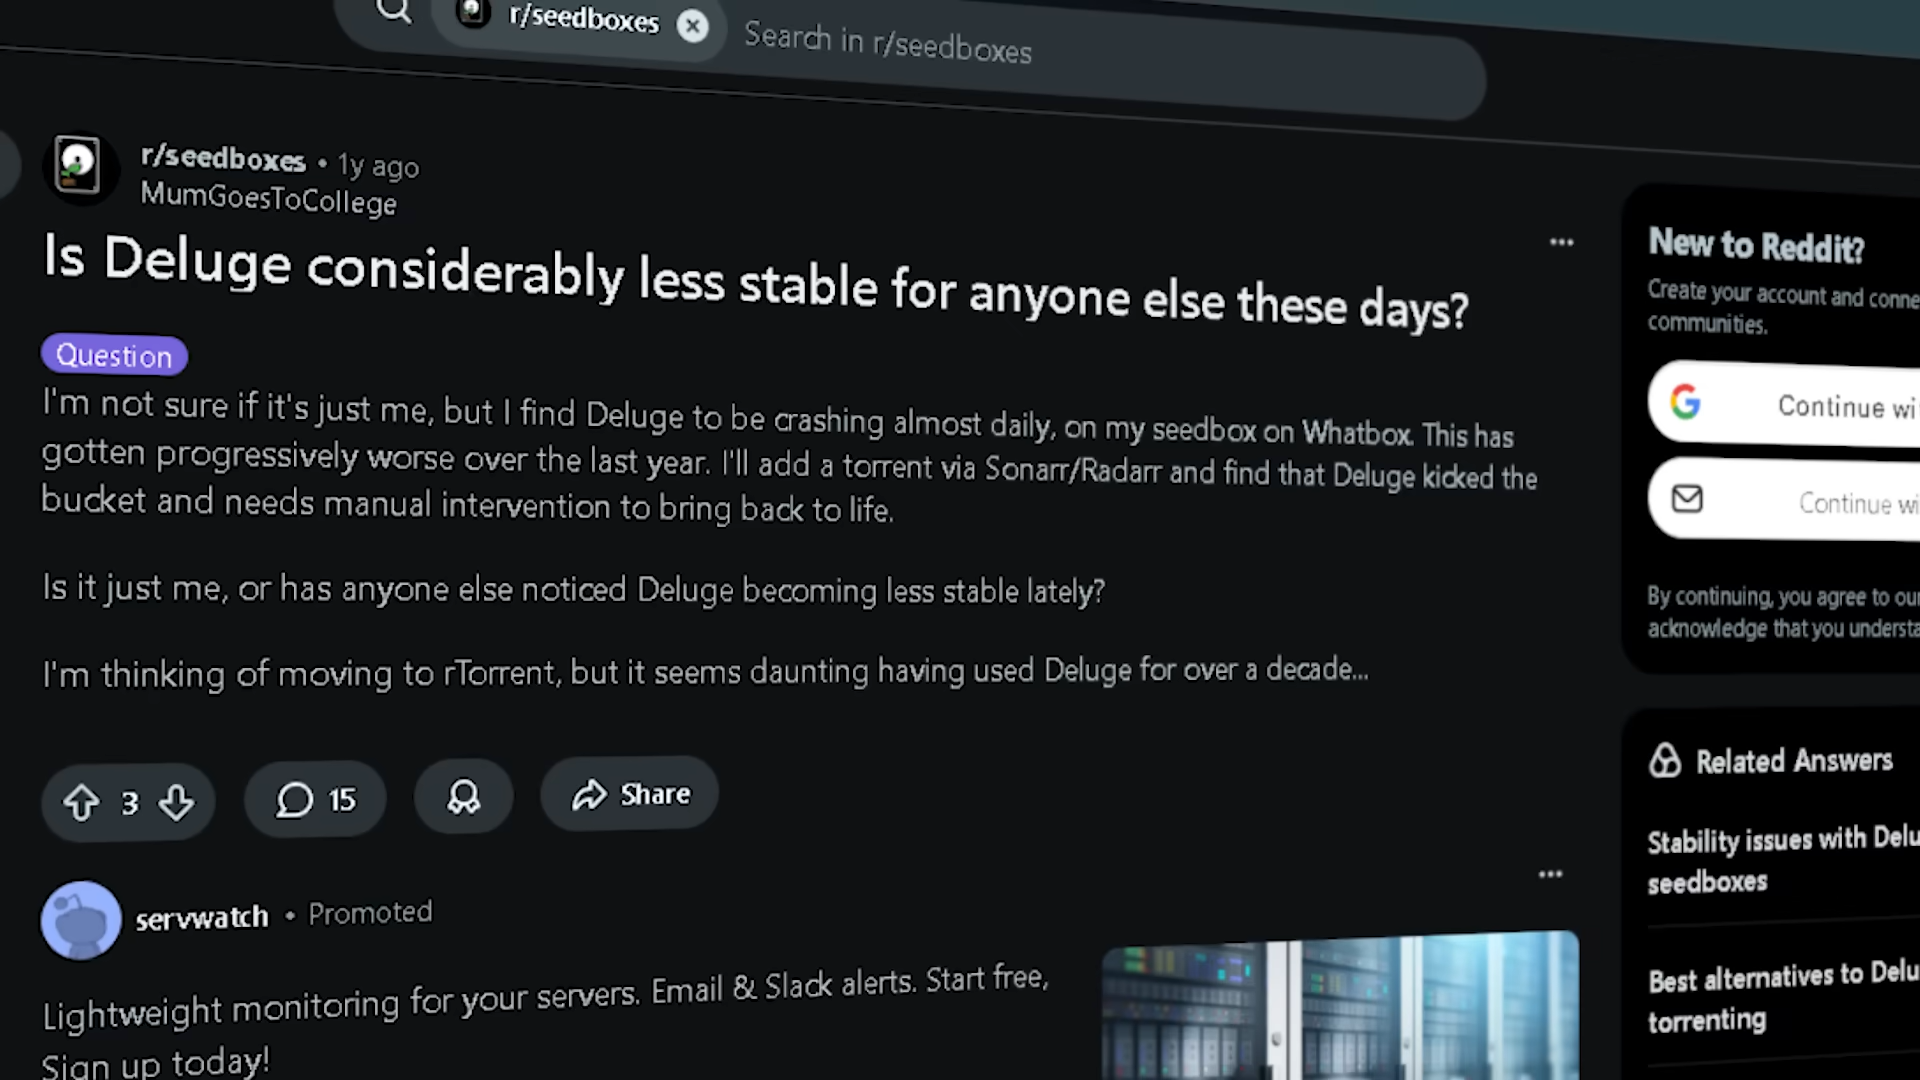 r/seedboxes
Search in r/seedboxes
r/seedboxes • 1y ago
MumGoesToCollege
Is Deluge considerably less stable for anyone else these days?
Question
I'm not sure if it's just me, but I find Deluge to be crashing almost daily, on my seedbox on Whatbox. This has
gotten progressively worse over the last year. I'll add a torrent via Sonarr/Radarr and find that Deluge kicked the
bucket and needs manual intervention to bring back to life.
Is it just me, or has anyone else noticed Deluge becoming less stable lately?
I'm thinking of moving to rTorrent, but it seems daunting having used Deluge for over a decade...
3
15
Share
servwatch • Promoted
Lightweight monitoring for your servers. Email & Slack alerts. Start free,
Sign up today!
New to Reddit?
Create your account and conne
communities.
Continue wi
Continue wi
By continuing, you agree to our
acknowledge that you understa
Related Answers
Stability issues with Delu
seedboxes
Best alternatives to Delu
torrenting